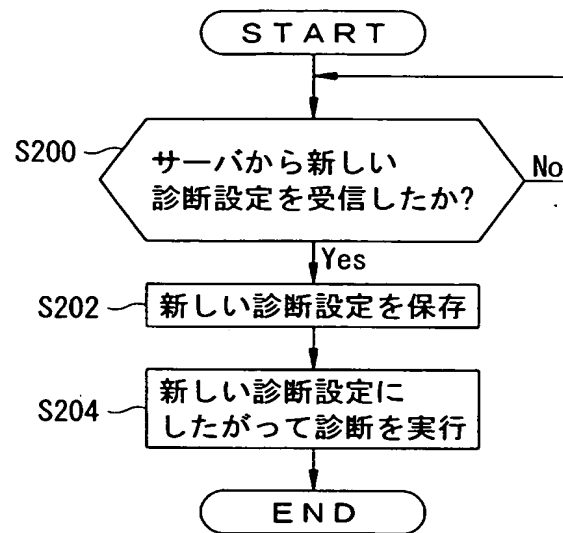 START
S200
サーバから新しい
診断設定を受信したか?
No
Yes
S202
新しい診断設定を保存
S204
新しい診断設定に
したがって診断を実行
END